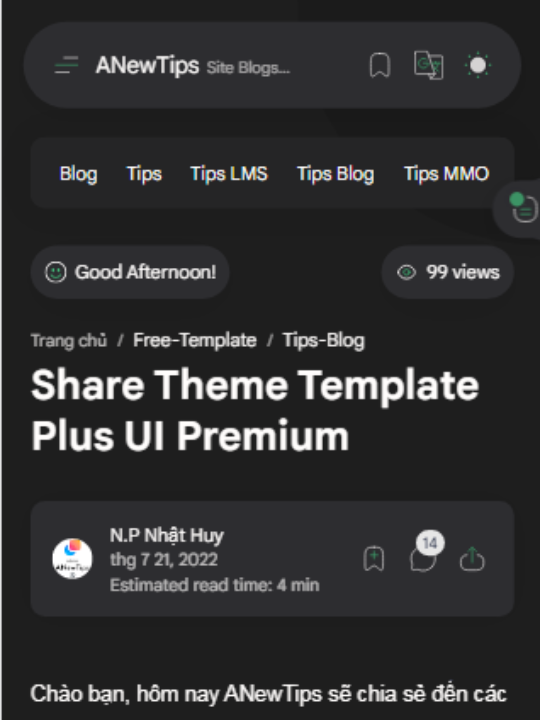 ANewTips Site Blogs...
Blog Tips Tips LMS Tips Blog Tips MMO
Good Afternoon! 99 views
Trang chủ / Free-Template / Tips-Blog
Share Theme Template
Plus UI Premium
N.P Nhật Huy
thg 7 21, 2022
14
Estimated read time: 4 min
Chào bạn, hôm nay ANewTips sẽ chia sẻ đến các